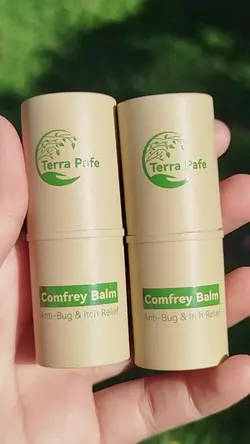 Terra Pafe
Comfrey Balm
Anti-Bug & Itch Relief
Terra Pafe
Comfrey Balm
Anti-Bug & Itch Relief